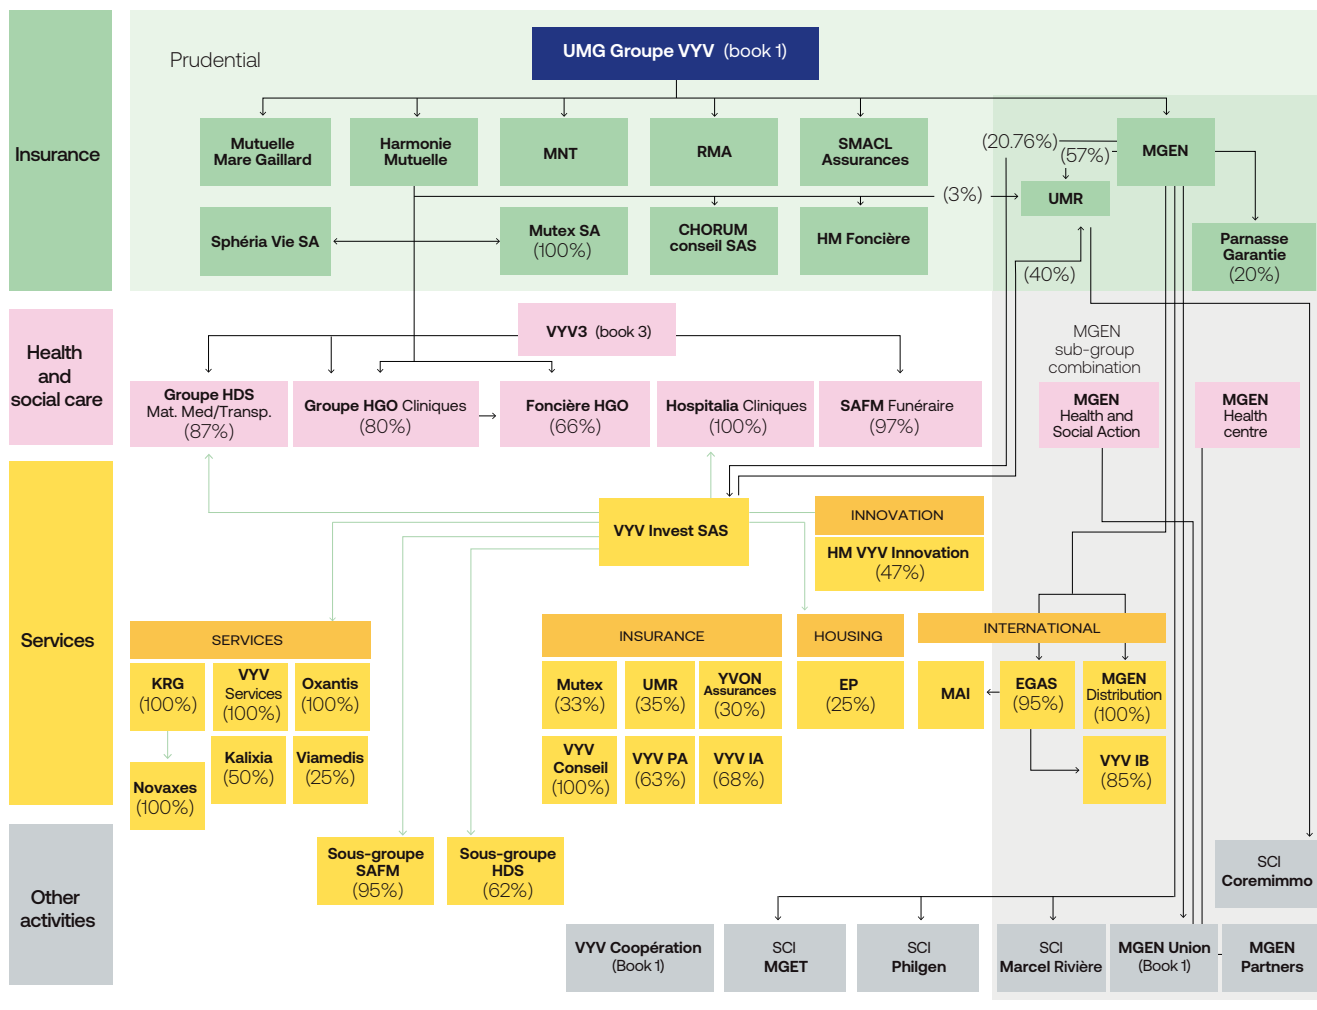 Insurance
Prudential
UMG Groupe VYV (book 1)
Mutuelle
Mare Gaillard
Harmonie
Mutuelle
MNT
RMA
SMACL
Assurances
(20.76%)
(57%)
MGEN
(3%)
UMR
Sphéria Vie SA
Mutex SA
(100%)
CHORUM
conseil SAS
HM Foncière
(40%)
Parnasse
Garantie
(20%)
Health
and
social care
VYV3 (book 3)
MGEN
sub-group
combination
Groupe HDS
Mat. Med/Transp.
(87%)
Groupe HGO Cliniques
(80%)
Foncière HGO
(66%)
Hospitalia Cliniques
(100%)
SAFM Funéraire
(97%)
MGEN
Health and
Social Action
MGEN
Health
centre
Services
VYV Invest SAS
INNOVATION
HM VYV Innovation
(47%)
SERVICES
KRG
(100%)
VYV
Services
(100%)
Oxantis
(100%)
Novaxes
(100%)
Kalixia
(50%)
Viamedis
(25%)
INSURANCE
Mutex
(33%)
UMR
(35%)
YVON
Assurances
(30%)
VYV
Conseil
(100%)
VYV PA
(63%)
VYV IA
(68%)
HOUSING
EP
(25%)
INTERNATIONAL
MAI
EGAS
(95%)
MGEN
Distribution
(100%)
VYV IB
(85%)
Other
activities
Sous-groupe
SAFM
(95%)
Sous-groupe
HDS
(62%)
SCI
Coremimmo
VYV Coopération
(Book 1)
SCI
MGET
SCI
Philgen
SCI
Marcel Rivière
MGEN Union
(Book 1)
MGEN
Partners